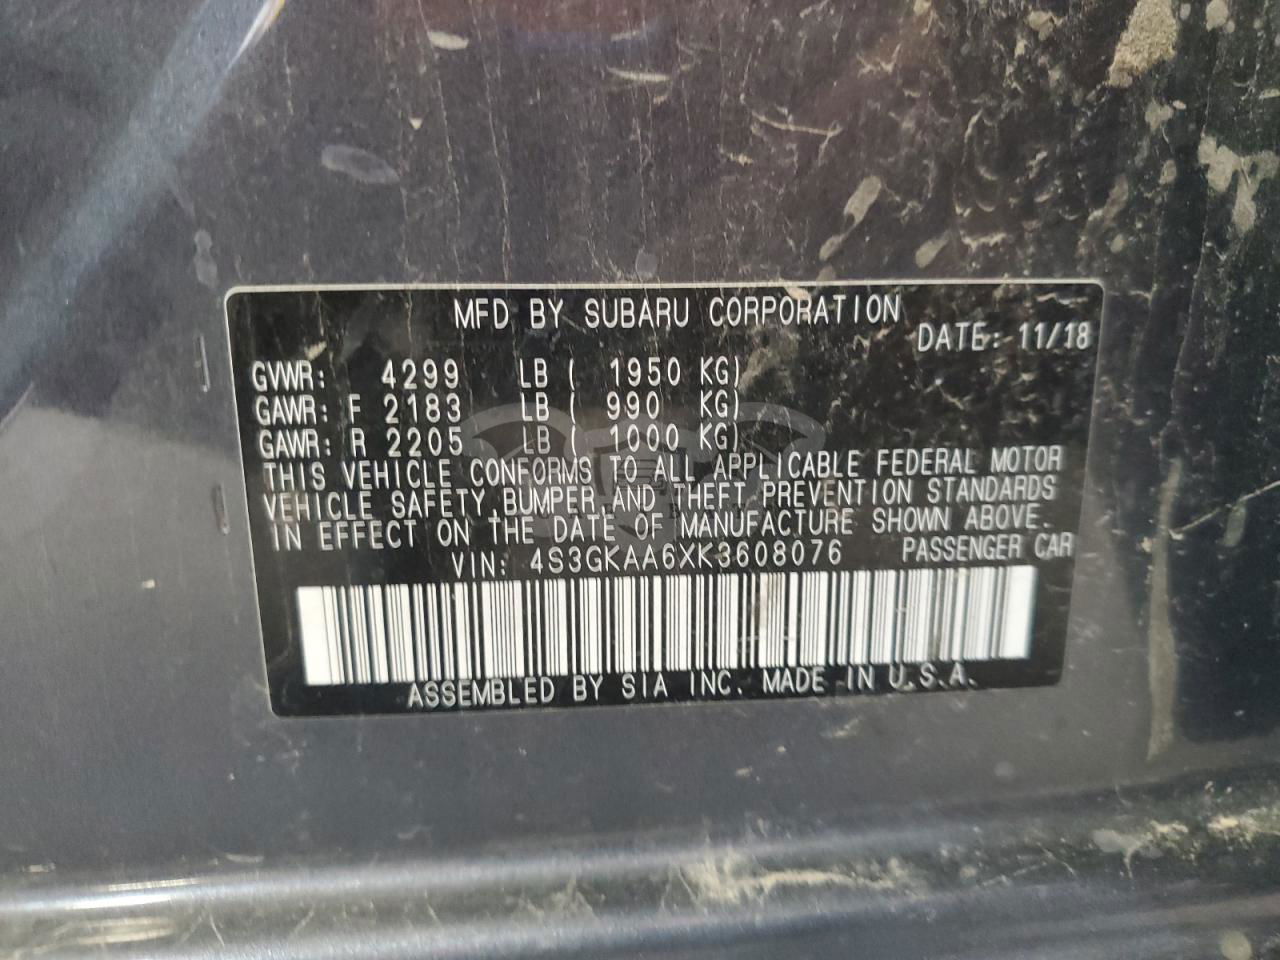 MFD BY SUBARU CORPORATION
DATE: 11/18
GVWR: 4299 LB ( 1950 KG)
GAWR: F 2183 LB ( 990 KG)
GAWR: R 2205 LB ( 1000 KG)
THIS VEHICLE CONFORMS TO ALL APPLICABLE FEDERAL MOTOR
VEHICLE SAFETY, BUMPER, AND THEFT PREVENTION STANDARDS
IN EFFECT ON THE DATE OF MANUFACTURE SHOWN ABOVE.
VIN: 4S3GKAA6XK3608076 PASSENGER CAR
ASSEMBLED BY SIA INC. MADE IN U.S.A.